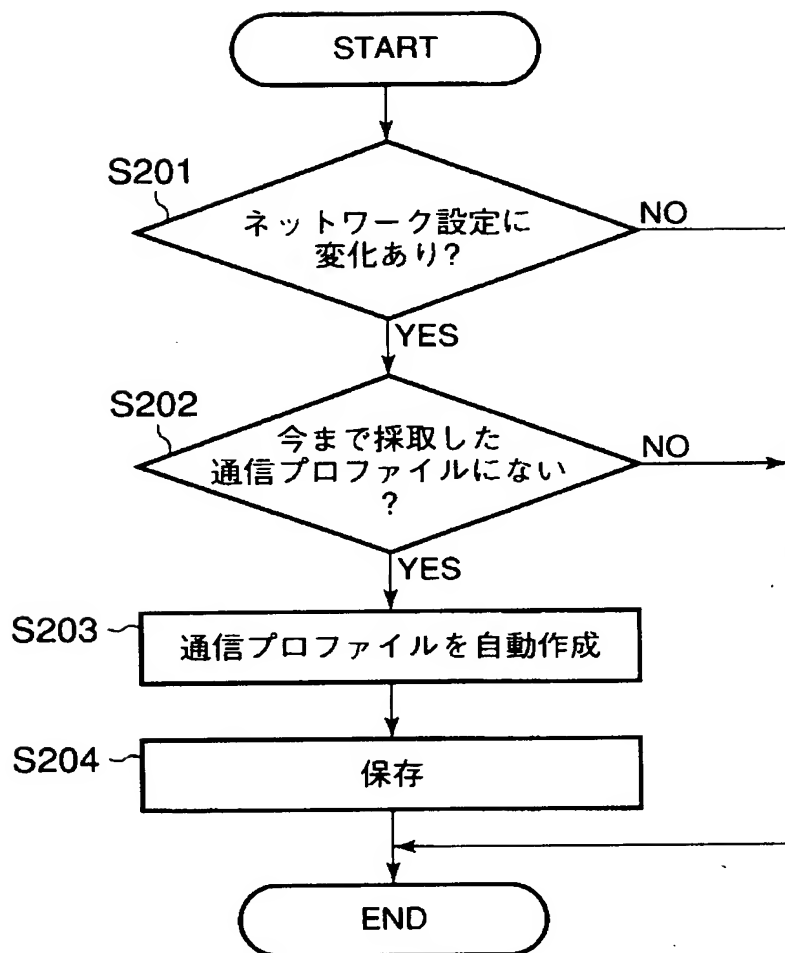 START
S201
ネットワーク設定に
変化あり?
NO
YES
S202
今まで採取した
通信プロファイルにない
?
NO
YES
S203
通信プロファイルを自動作成
S204
保存
END